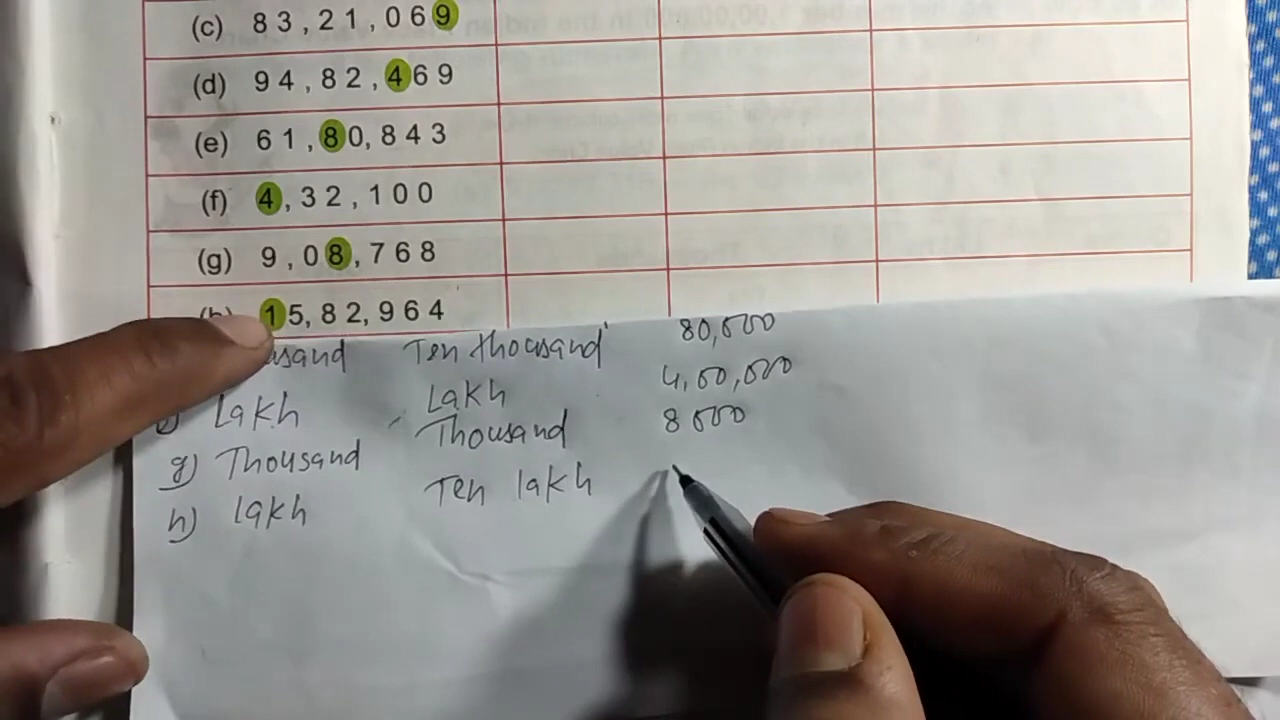 (c) 83,21,069
(d) 94,82,469
(e) 61,80,843
(f) 4,32,100
(g) 9,08,768
15,82,964
Ten thousand 80,000
Lakh Lakh 4,00,000
g) Thousand Thousand 8000
h) lakh Ten lakh